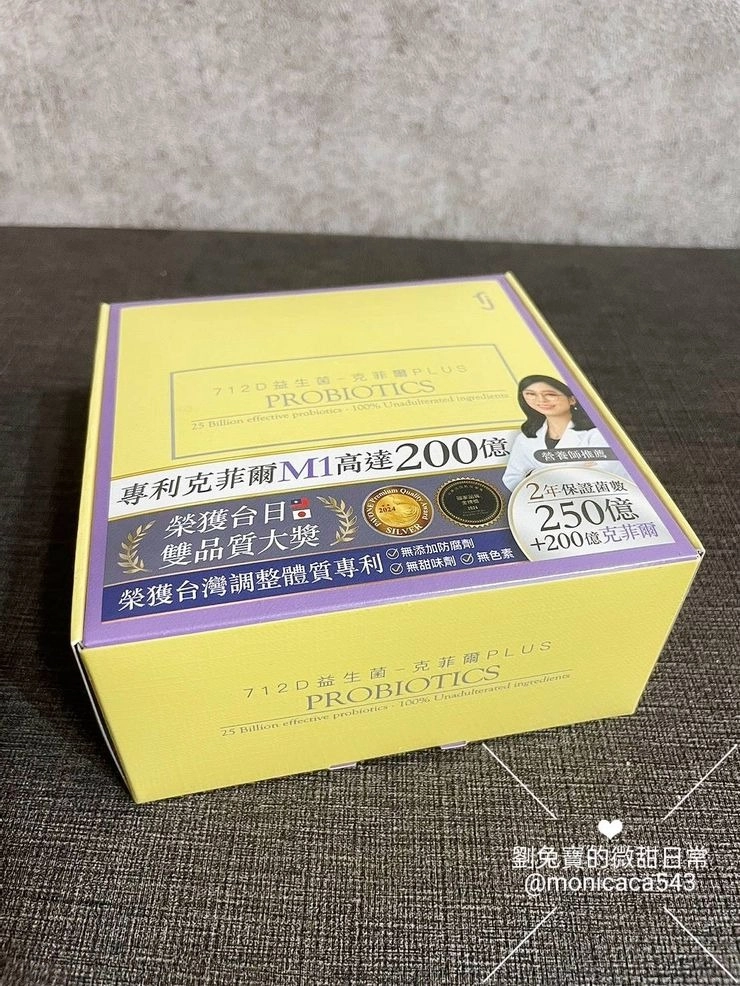 712D益生菌-克菲爾PLUS
PROBIOTICS
25 Billion effective probiotics · 100% Unadulterated ingredients
專利克菲爾M1高達200億
營養師推薦
榮獲台日
雙品質大獎
Premium Quality Award
2024
SILVER
2年保證菌數
250億
+200億克菲爾
榮獲台灣調整體質專利
無添加防腐劑
無甜味劑 無色素
712D益生菌-克菲爾PLUS
PROBIOTICS
25 Billion effective probiotics · 100% Unadulterated ingredients
劉兔寶的微甜日常
@monicaca543